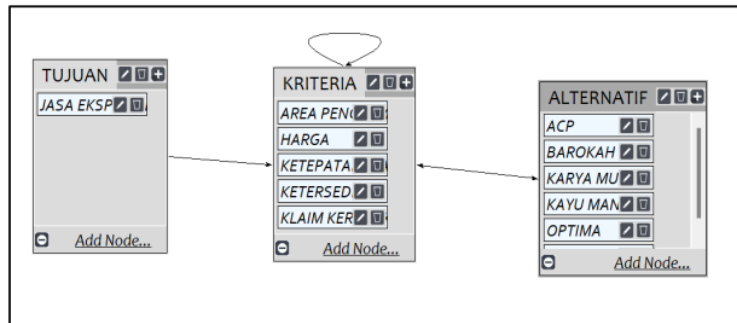 TUJUAN
JASA EKSP
Add Node...
KRITERIA
AREA PEN
HARGA
KETEPATA
KETERSED
KLAIM KER
Add Node...
ALTERNATIF
ACP
BAROKAH
KARYA MU
KAYU MAN
OPTIMA
Add Node...